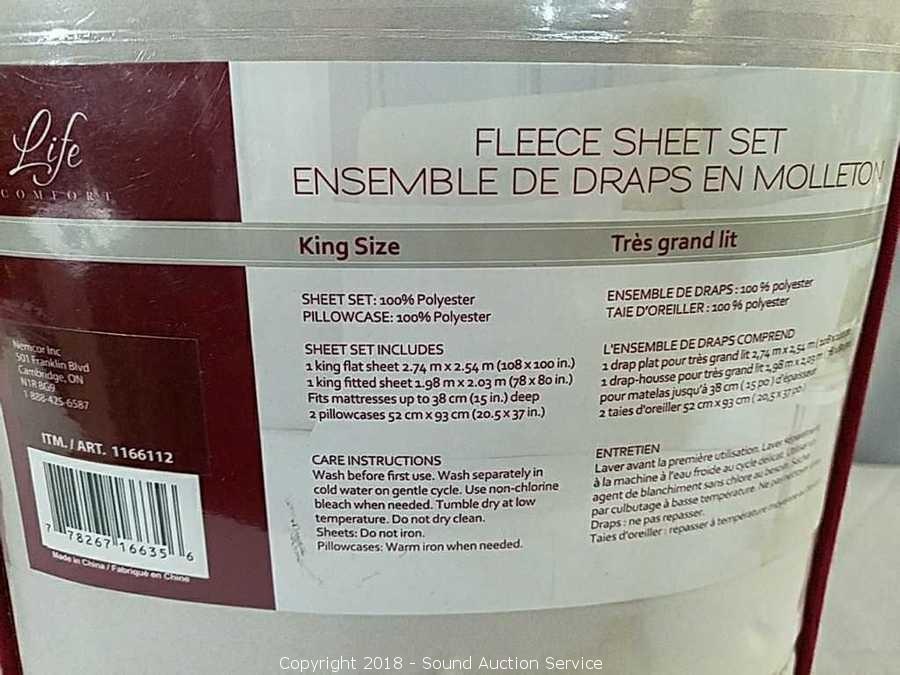 Life
COMFORT
FLEECE SHEET SET
ENSEMBLE DE DRAPS EN MOLLETON
King Size
Très grand lit
SHEET SET: 100% Polyester
PILLOWCASE: 100% Polyester
SHEET SET INCLUDES
1 king flat sheet 2.74 m x 2.54 m (108 x 100 in.)
1 king fitted sheet 1.98 m x 2.03 m (78 x 80 in.)
Fits mattresses up to 38 cm (15 in.) deep
2 pillowcases 52 cm x 93 cm (20.5 x 37 in.)
CARE INSTRUCTIONS
Wash before first use. Wash separately in
cold water on gentle cycle. Use non-chlorine
bleach when needed. Tumble dry at low
temperature. Do not dry clean.
Sheets: Do not iron.
Pillowcases: Warm iron when needed.
ENSEMBLE DE DRAPS : 100 % polyester
TAIE D'OREILLER : 100 % polyester
L'ENSEMBLE DE DRAPS COMPREND
1 drap plat pour très grand lit 2,74 m x 2,54 m
1 drap-housse pour très grand lit 1,98 m x 2,03 m
pour matelas jusqu'à 38 cm (15 po) d'épaisseur
2 taies d'oreiller 52 cm x 93 cm (20,5 x 37 po)
ENTRETIEN
Laver avant la première utilisation. Laver séparément
à la machine à l'eau froide au cycle délicat. Utiliser un
agent de blanchiment sans chlore au besoin. Sécher
par culbutage à basse température. Ne pas nettoyer
Draps : ne pas repasser.
Taies d'oreiller : repasser à température
Nemcor Inc
501 Franklin Blvd
Cambridge, ON
N1R 8G9
1 888-425-6587
ITM. / ART. 1166112
7 78267 16635 6
Made in China / Fabriqué en Chine
Copyright 2018 - Sound Auction Service